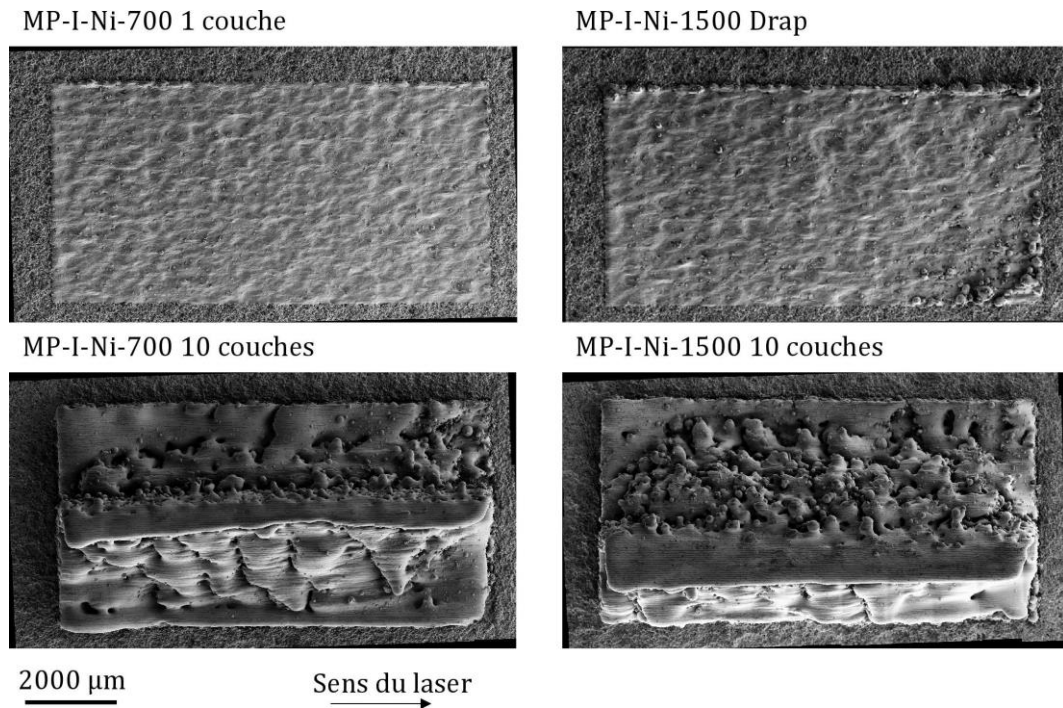 MP-I-Ni-700 1 couche
MP-I-Ni-1500 Drap
MP-I-Ni-700 10 couches
MP-I-Ni-1500 10 couches
2000 µm
Sens du laser